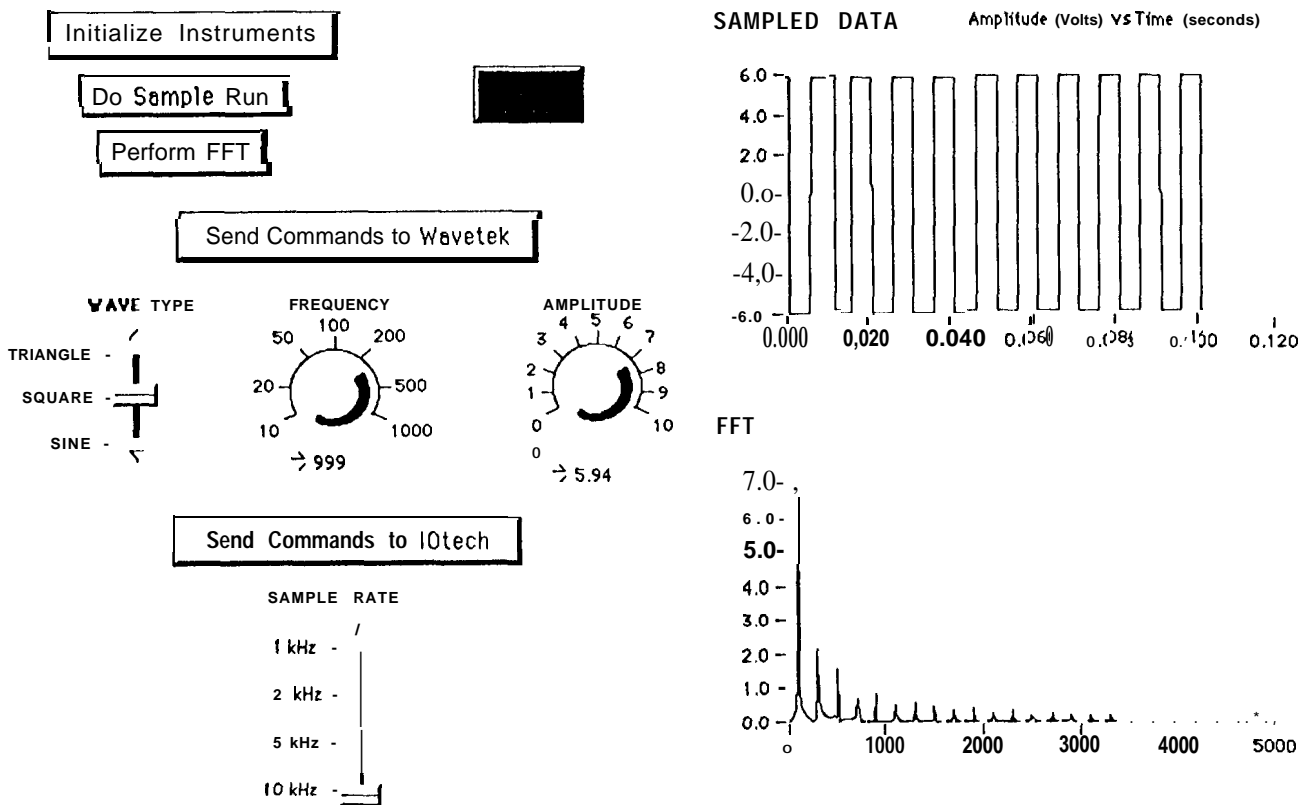 Initialize Instruments
Do Sample Run
Perform FFT
Send Commands to Wavetek
WAVE TYPE
TRIANGLE -
SQUARE -
SINE -
FREQUENCY
10
20
50
100
200
500
1000
999
AMPLITUDE
0
1
2
3
4
5
6
7
8
9
10
0
5.94
Send Commands to IOtech
SAMPLE RATE
1 kHz -
2 kHz -
5 kHz -
10 kHz -
SAMPLED DATA Amplitude (Volts) vs Time (seconds)
6.0-
4.0-
2.0-
0.o-
-2.0-
-4,0-
-6.0-
0.000 0,020 0.040 0.120
FFT
7.0- ,
6.0-
5.0-
4.0-
3.0-
2.0-
1.0-
0.0-
o 1000 2000 3000 4000 5000